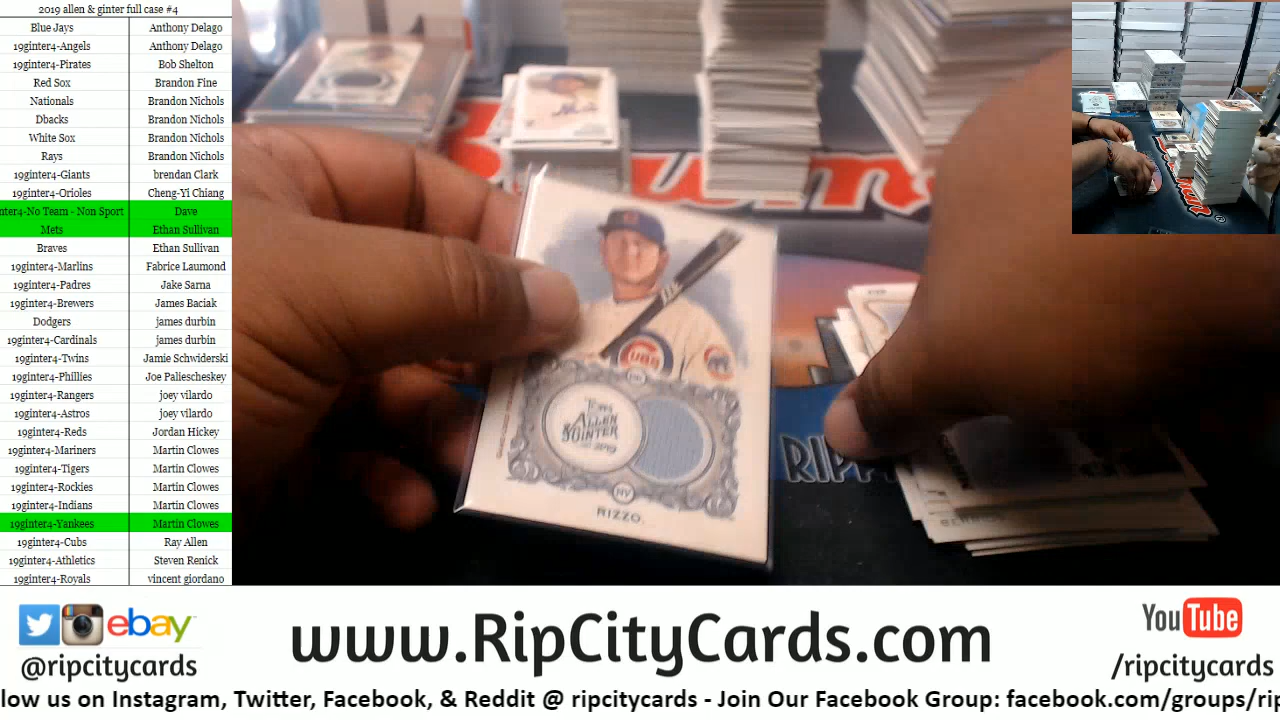 2019 allen & ginter full case #4
Blue Jays Anthony Delago
19ginter4-Angels Anthony Delago
19ginter4-Pirates Bob Shelton
Red Sox Brandon Fine
Nationals Brandon Nichols
Dbacks Brandon Nichols
White Sox Brandon Nichols
Rays Brandon Nichols
19ginter4-Giants brendan Clark
19ginter4-Orioles Cheng-Yi Chiang
nter4-No Team - Non Sport Dave
Mets Ethan Sullivan
Braves Ethan Sullivan
19ginter4-Marlins Fabrice Laumond
19ginter4-Padres Jake Sarna
19ginter4-Brewers James Baciak
Dodgers james durbin
19ginter4-Cardinals james durbin
19ginter4-Twins Jamie Schwiderski
19ginter4-Phillies Joe Paliescheskey
19ginter4-Rangers joey vilardo
19ginter4-Astros joey vilardo
19ginter4-Reds Jordan Hickey
19ginter4-Mariners Martin Clowes
19ginter4-Tigers Martin Clowes
19ginter4-Rockies Martin Clowes
19ginter4-Indians Martin Clowes
19ginter4-Yankees Martin Clowes
19ginter4-Cubs Ray Allen
19ginter4-Athletics Steven Renick
19ginter4-Royals vincent giordano
CUBS
Topps
ALLEN
& GINTER
2019
RIZZO
RIPP
ebay
@ripcitycards
www.RipCityCards.com
YouTube
/ripcitycards
low us on Instagram, Twitter, Facebook, & Reddit @ ripcitycards - Join Our Facebook Group: facebook.com/groups/rip